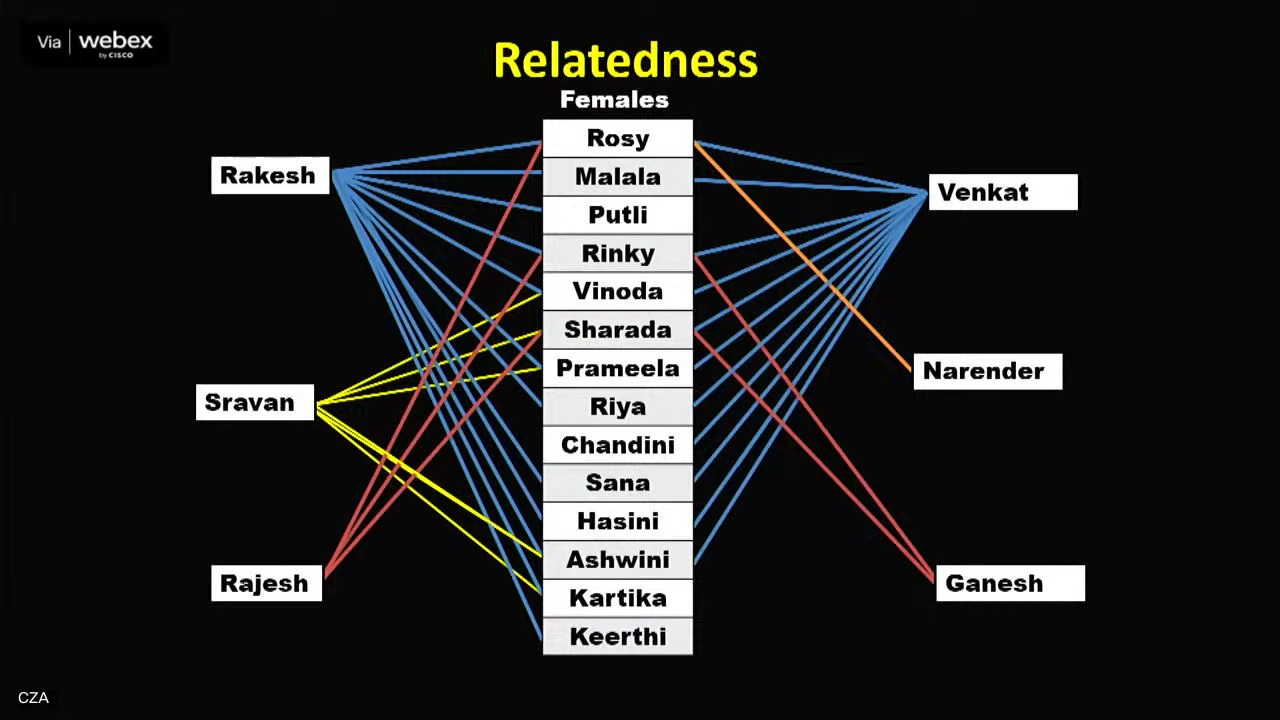 Via webex
by CISCO
Relatedness
Females
Rosy
Rakesh
Malala
Venkat
Putli
Rinky
Vinoda
Sharada
Prameela
Narender
Sravan
Riya
Chandini
Sana
Hasini
Ashwini
Rajesh
Ganesh
Kartika
Keerthi
CZA